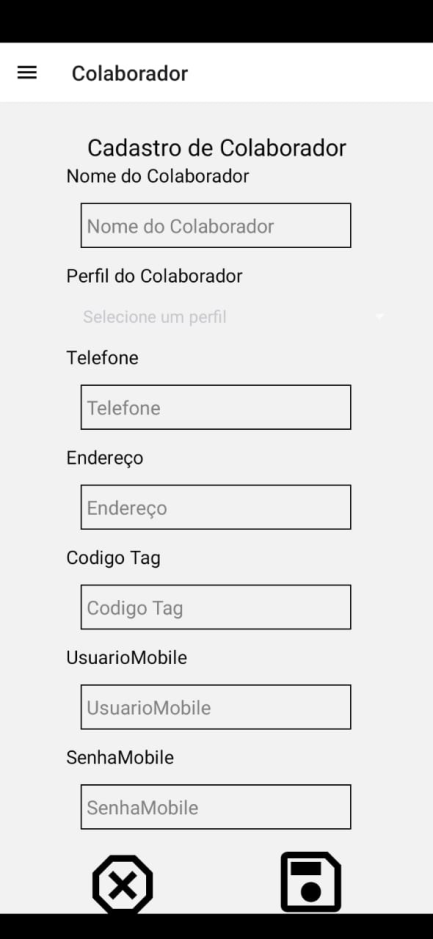 Colaborador
Cadastro de Colaborador
Nome do Colaborador
Nome do Colaborador
Perfil do Colaborador
Selecione um perfil
Telefone
Telefone
Endereço
Endereço
Codigo Tag
Codigo Tag
UsuarioMobile
UsuarioMobile
SenhaMobile
SenhaMobile